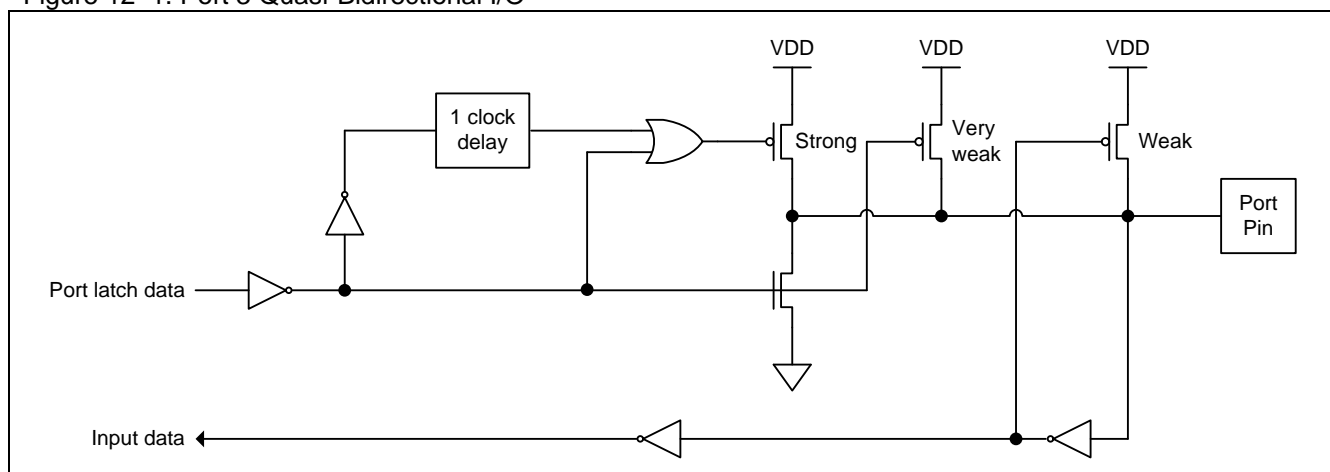 Figure 12-1. Port 3 Quasi-Bidirectional I/O
VDD
VDD
VDD
1 clock
delay
Strong
Very
weak
Weak
Port
Pin
Port latch data
Input data